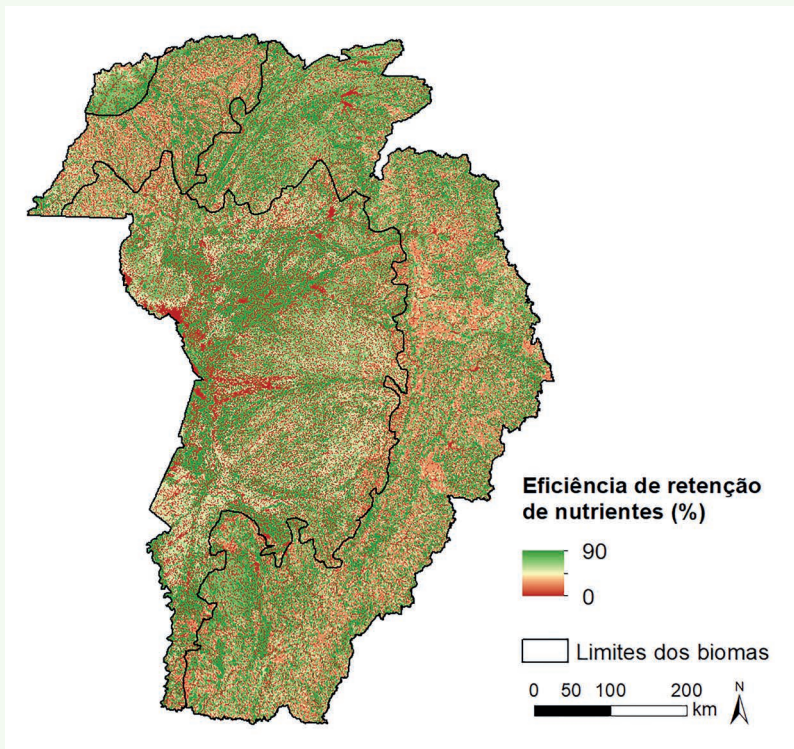 Eficiência de retenção
de nutrientes (%)
90
0
Limites dos biomas
0 50 100 200
km
N